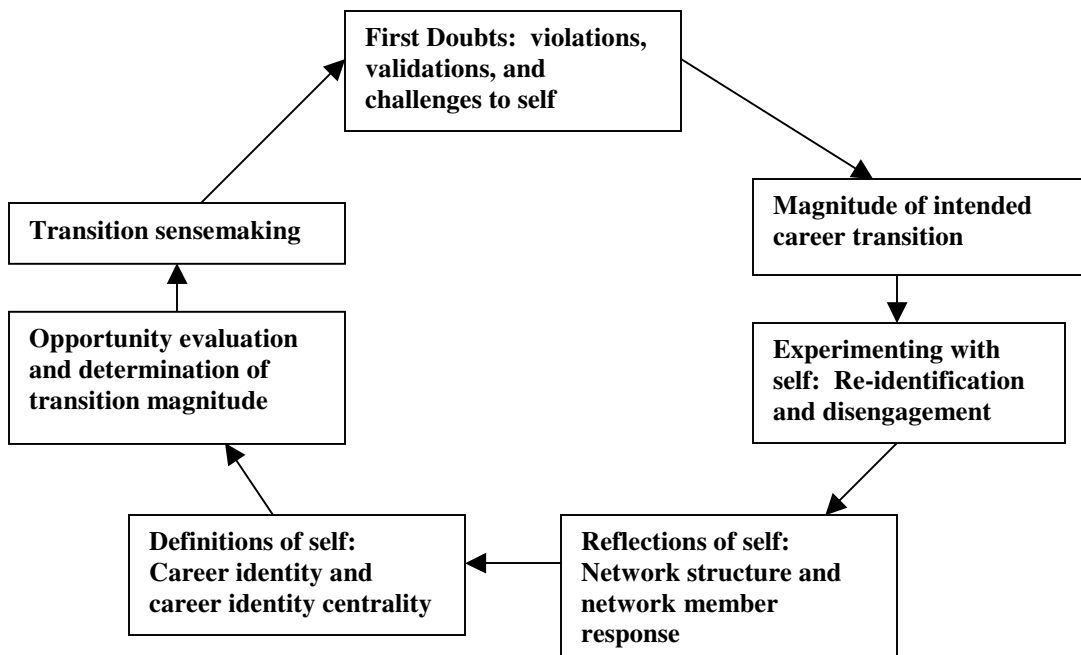 First Doubts: violations,
validations, and
challenges to self
Magnitude of intended
career transition
Experimenting with
self: Re-identification
and disengagement
Reflections of self:
Network structure and
network member
response
Definitions of self:
Career identity and
career identity centrality
Opportunity evaluation
and determination of
transition magnitude
Transition sensemaking